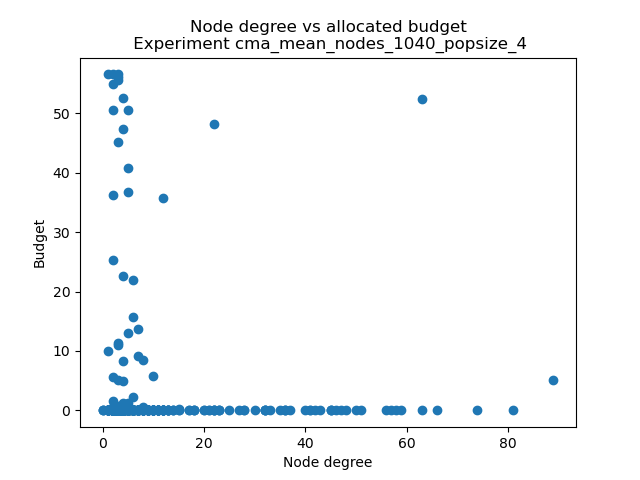 Node degree vs allocated budget
Experiment cma_mean_nodes_1040_popsize_4
50
40
30
20
10
0
Budget
0 20 40 60 80
Node degree